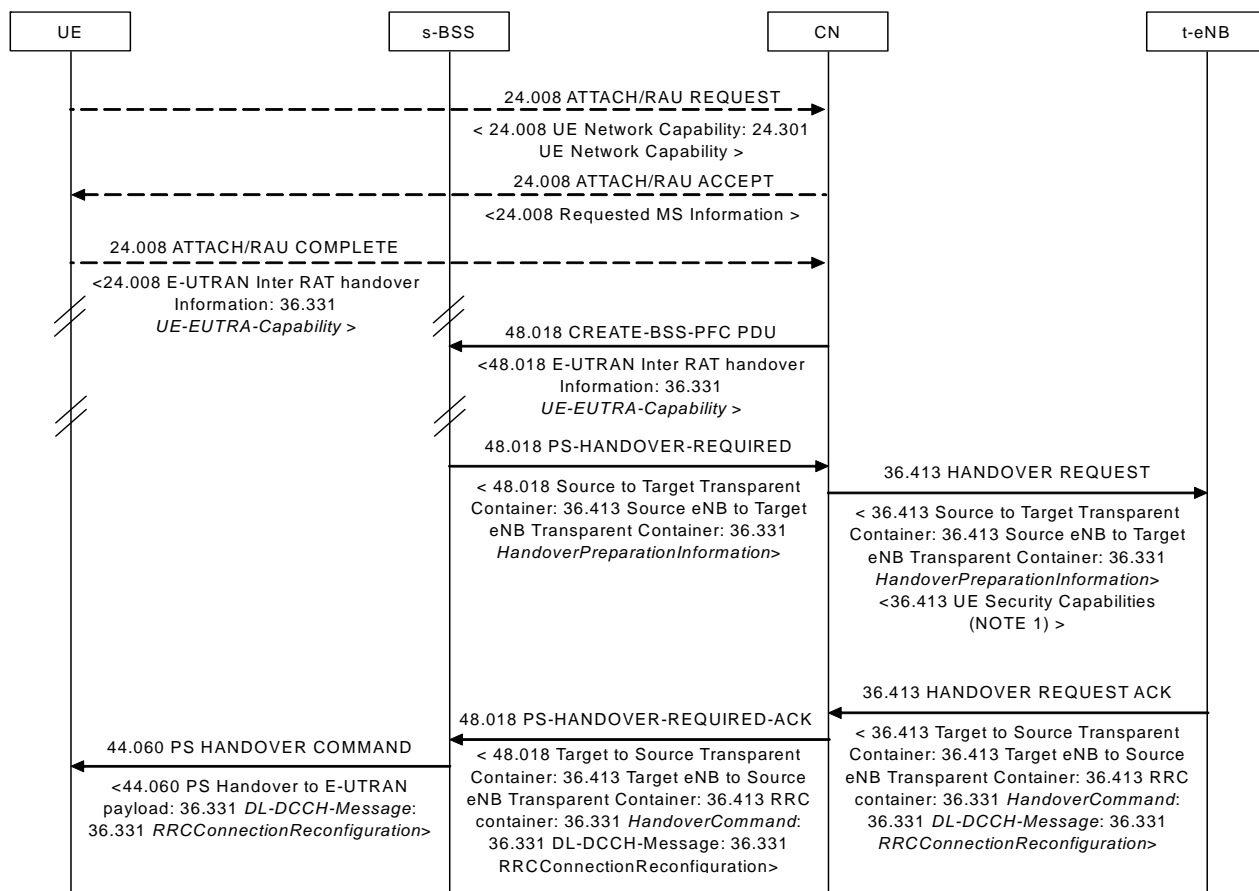 UE
s-BSS
CN
t-eNB
24.008 ATTACH/RAU REQUEST
< 24.008 UE Network Capability: 24.301
UE Network Capability >
24.008 ATTACH/RAU ACCEPT
<24.008 Requested MS Information >
24.008 ATTACH/RAU COMPLETE
<24.008 E-UTRAN Inter RAT handover
Information: 36.331
UE-EUTRA-Capability >
48.018 CREATE-BSS-PFC PDU
<48.018 E-UTRAN Inter RAT handover
Information: 36.331
UE-EUTRA-Capability >
48.018 PS-HANDOVER-REQUIRED
< 48.018 Source to Target Transparent
Container: 36.413 Source eNB to Target
eNB Transparent Container: 36.331
HandoverPreparationInformation>
36.413 HANDOVER REQUEST
< 36.413 Source to Target Transparent
Container: 36.413 Source eNB to Target
eNB Transparent Container: 36.331
HandoverPreparationInformation>
<36.413 UE Security Capabilities
(NOTE 1) >
36.413 HANDOVER REQUEST ACK
< 36.413 Target to Source Transparent
Container: 36.413 Target eNB to Source
eNB Transparent Container: 36.413 RRC
container: 36.331 HandoverCommand:
36.331 DL-DCCH-Message: 36.331
RRCConnectionReconfiguration>
48.018 PS-HANDOVER-REQUIRED-ACK
< 48.018 Target to Source Transparent
Container: 36.413 Target eNB to Source
eNB Transparent Container: 36.413 RRC
container: 36.331 HandoverCommand:
36.331 DL-DCCH-Message: 36.331
RRCConnectionReconfiguration>
44.060 PS HANDOVER COMMAND
<44.060 PS Handover to E-UTRAN
payload: 36.331 DL-DCCH-Message:
36.331 RRCConnectionReconfiguration>